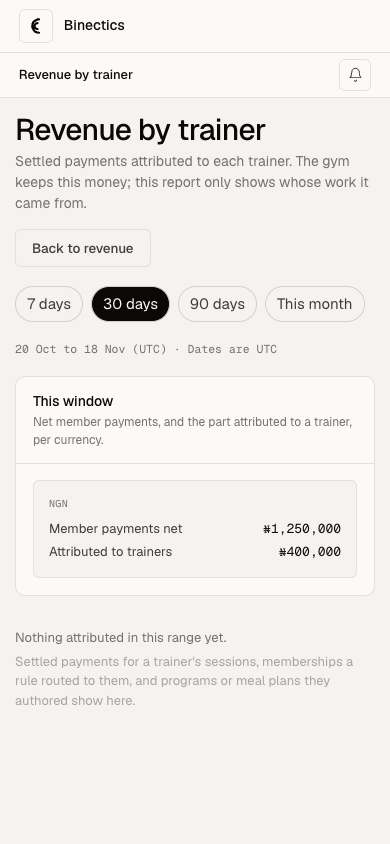 Binectics
Revenue by trainer
Revenue by trainer
Settled payments attributed to each trainer. The gym
keeps this money; this report only shows whose work it
came from.
Back to revenue
7 days
30 days
90 days
This month
20 Oct to 18 Nov (UTC) · Dates are UTC
This window
Net member payments, and the part attributed to a trainer,
per currency.
NGN
Member payments net ₦1,250,000
Attributed to trainers ₦400,000
Nothing attributed in this range yet.
Settled payments for a trainer's sessions, memberships a
rule routed to them, and programs or meal plans they
authored show here.